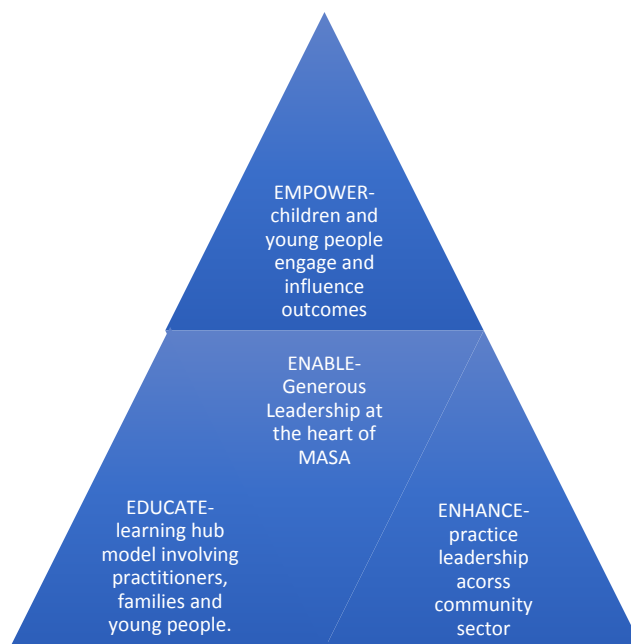 EMPOWER-
children and
young people
engage and
influence
outcomes
ENABLE-
Generous
Leadership at
the heart of
MASA
EDUCATE-
learning hub
model involving
practitioners,
families and
young people.
ENHANCE-
practice
leadership
acorss
community
sector